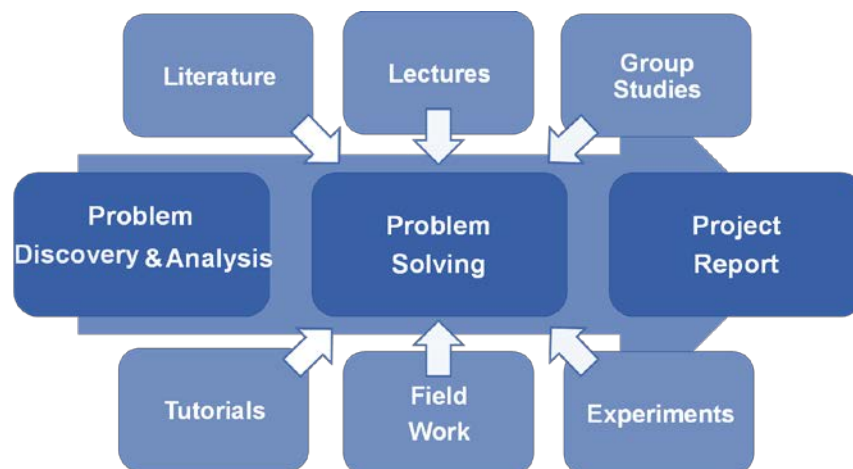 Literature
Lectures
Group
Studies
Problem
Discovery & Analysis
Problem
Solving
Project
Report
Tutorials
Field
Work
Experiments